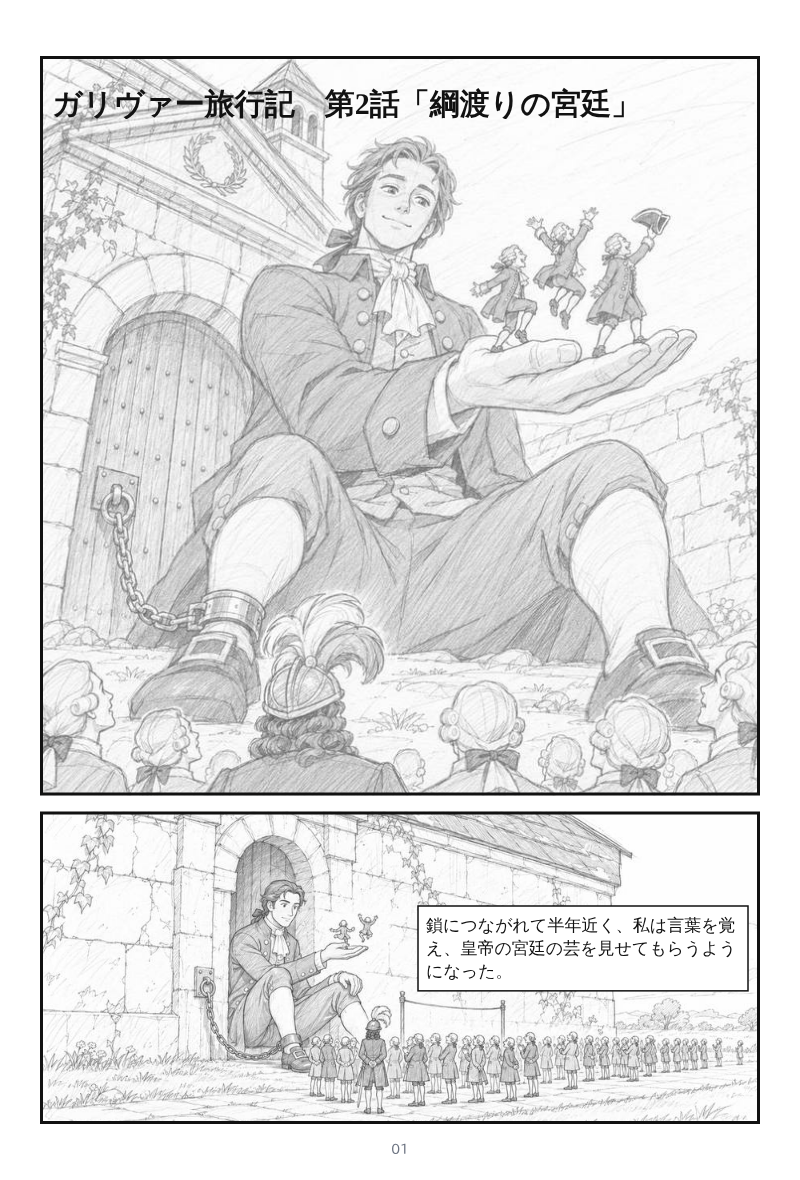 ガリヴァー旅行記　第2話「綱渡りの宮廷」
鎖につながれて半年近く、私は言葉を覚
え、皇帝の宮廷の芸を見せてもらうよう
になった。
01